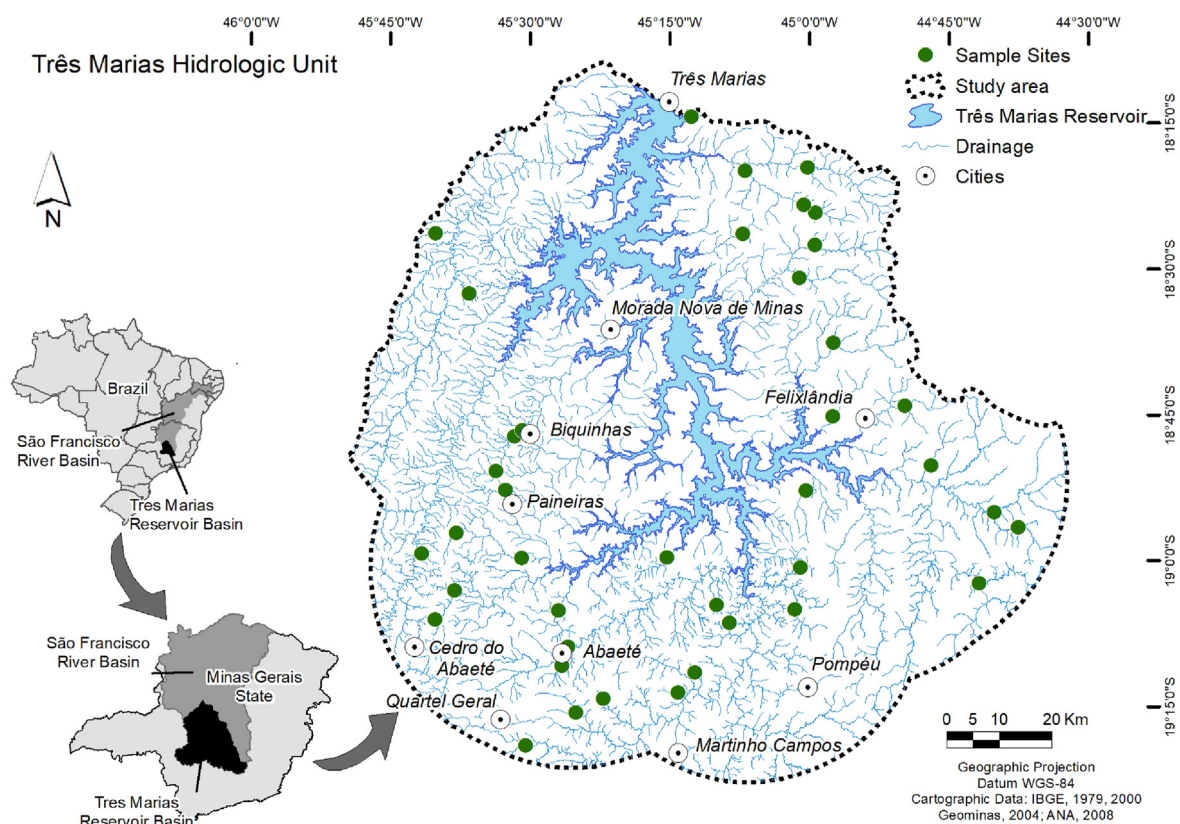 46°0'0"W
45°45'0"W
45°30'0"W
45°15'0"W
45°0'0"W
44°45'0"W
44°30'0"W
Três Marias Hidrologic Unit
N
Sample Sites
Study area
Três Marias Reservoir
Drainage
Cities
18°15'0"S
18°30'0"S
18°45'0"S
19°0'0"S
19°15'0"S
Três Marias
Morada Nova de Minas
Felixlândia
Biquinhas
Paineiras
Cedro do
Abaeté
Abaeté
Pompéu
Quartel Geral
Martinho Campos
Brazil
São Francisco
River Basin
Tres Marias
Reservoir Basin
São Francisco
River Basin
Minas Gerais
State
Tres Marias
Reservoir Basin
0 5 10 20 Km
Geographic Projection
Datum WGS-84
Cartographic Data: IBGE, 1979, 2000
Geominas, 2004; ANA, 2008